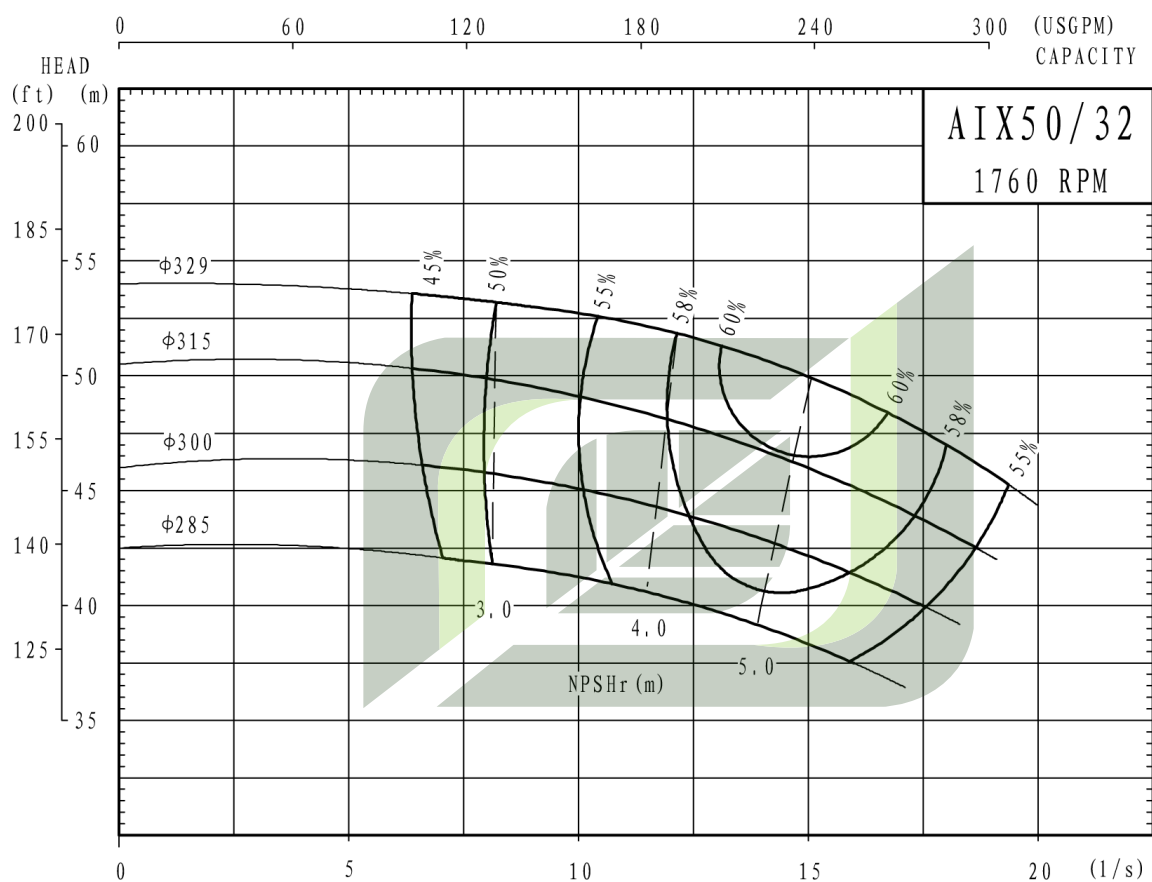 0 60 120 180 240 300 (USGPM)
CAPACITY
HEAD
(ft) (m)
AIX50/32
1760 RPM
200
60
185
55
170
50
155
45
140
40
125
35
φ329
φ315
φ300
φ285
45%
50%
55%
58%
60%
60%
58%
55%
3.0
4.0
5.0
NPSHr(m)
0 5 10 15 20 (l/s)